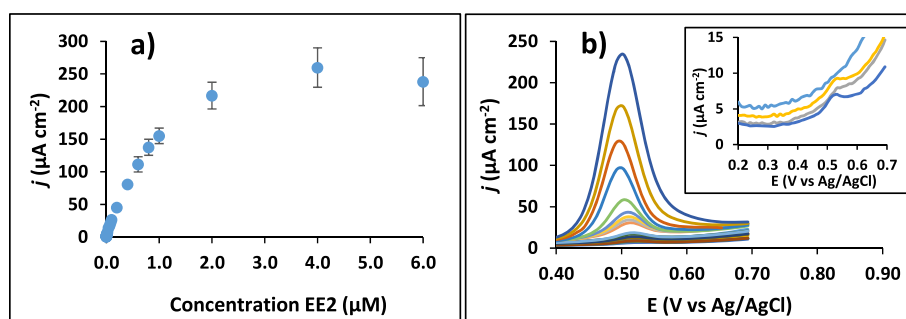 a)
300
250
200
150
100
50
0
j (µA cm-2)
0.0 1.0 2.0 3.0 4.0 5.0 6.0
Concentration EE2 (µM)
b)
250
200
150
100
50
0
j (µA cm-2)
0.40 0.50 0.60 0.70 0.80 0.90
E (V vs Ag/AgCl)
15
10
5
0
j (µA cm-2)
0.2 0.3 0.4 0.5 0.6 0.7
E (V vs Ag/AgCl)